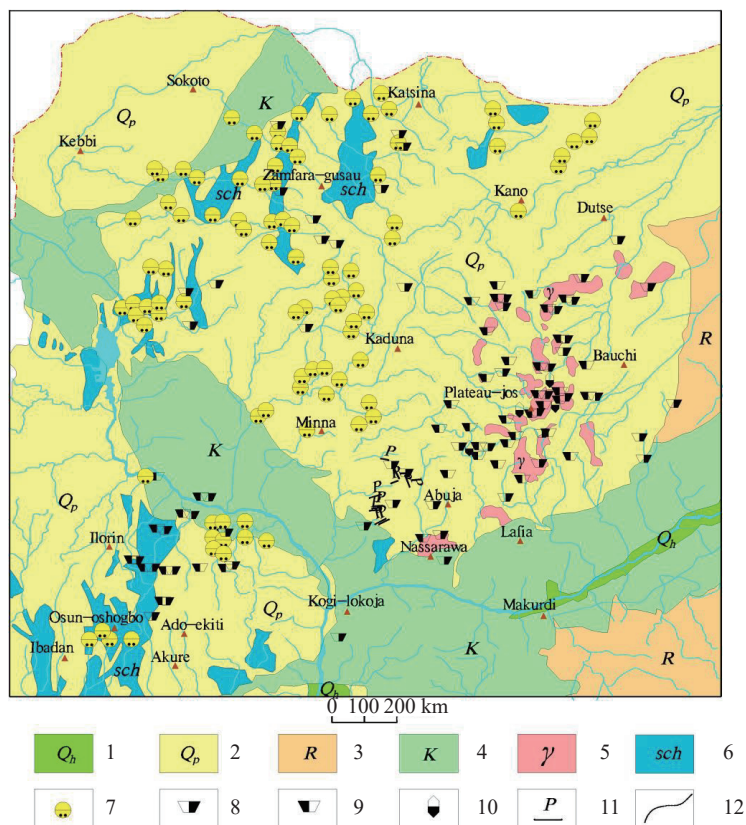 Sokoto
Katsina
K
Qp
Qp
Kebbi
Zamfara-gusau
sch
sch
Kano
Dutse
Qp
γ
R
Kaduna
Bauchi
Plateau-jos
Minna
K
γ
P
P
P
P
P
P
Qp
Abuja
Ilorin
Lafia
Nassarawa
Qh
Kogi-lokoja
Makurdi
Osun-oshogbo
Qp
Ado-ekiti
Ibadan
sch
Akure
K
R
Qh
0 100 200 km
Qh 1 Qp 2 R 3 K 4 γ 5 sch 6
7 8 9 10 P 11 12